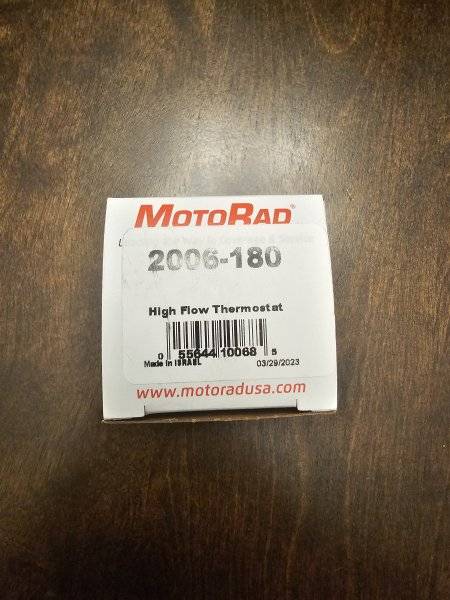 MOTORAD®
2006-180
High Flow Thermostat
0 55644 10068 5
Made in ISRAEL 03/29/2023
www.motoradusa.com